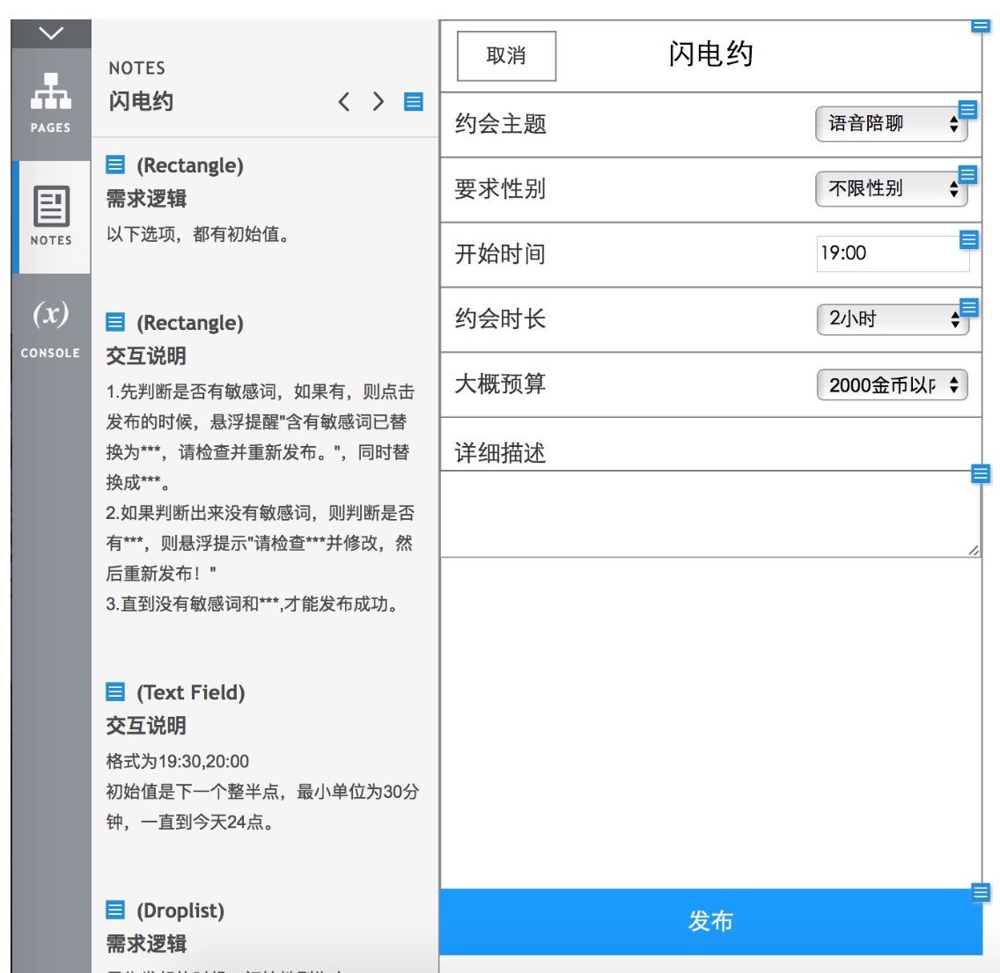 PAGES
NOTES
(x)
CONSOLE
NOTES
闪电约
(Rectangle)
需求逻辑
以下选项，都有初始值。
(Rectangle)
交互说明
1.先判断是否有敏感词，如果有，则点击
发布的时候，悬浮提醒"含有敏感词已替
换为***，请检查并重新发布。"，同时替
换成***。
2.如果判断出来没有敏感词，则判断是否
有***，则悬浮提示"请检查***并修改，然
后重新发布！"
3.直到没有敏感词和***,才能发布成功。
(Text Field)
交互说明
格式为19:30,20:00
初始值是下一个整半点，最小单位为30分
钟，一直到今天24点。
(Droplist)
需求逻辑
取消
闪电约
约会主题
语音陪聊
要求性别
不限性别
开始时间
19:00
约会时长
2小时
大概预算
2000金币以
详细描述
发布